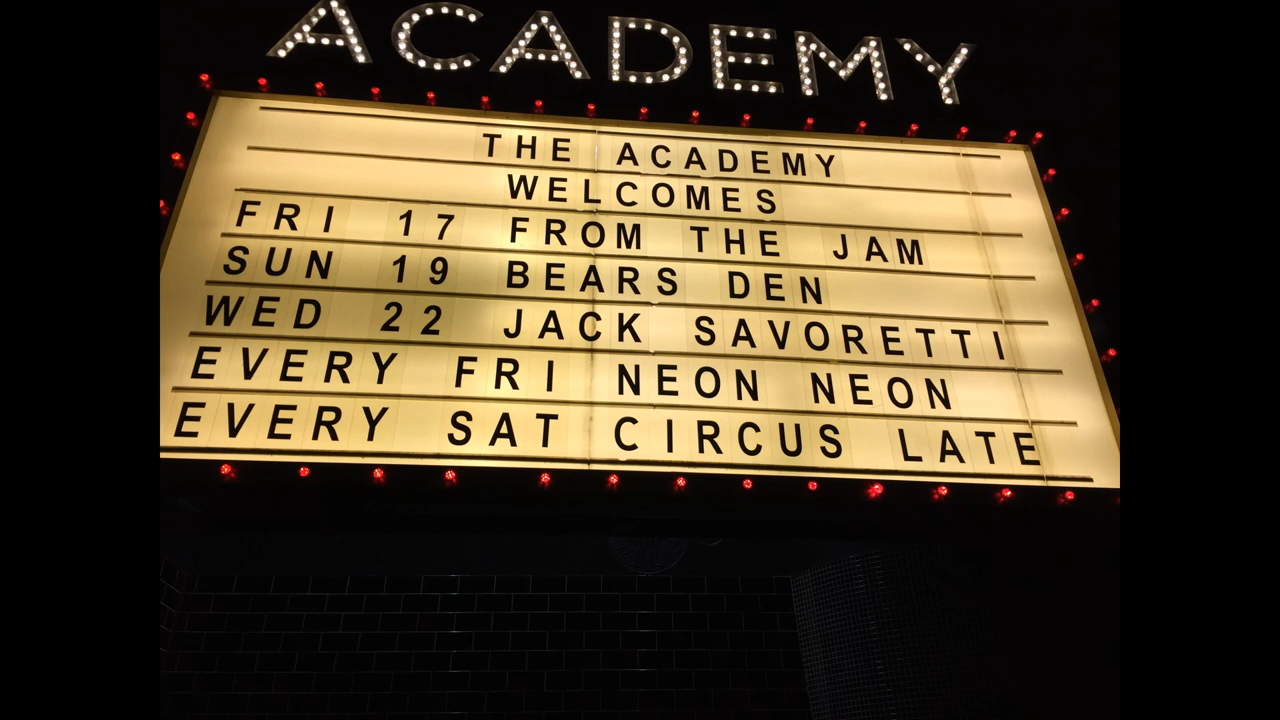 ACADEMY
THE ACADEMY
WELCOMES
FRI 17 FROM THE JAM
SUN 19 BEARS DEN
WED 22 JACK SAVORETTI
EVERY FRI NEON NEON
EVERY SAT CIRCUS LATE